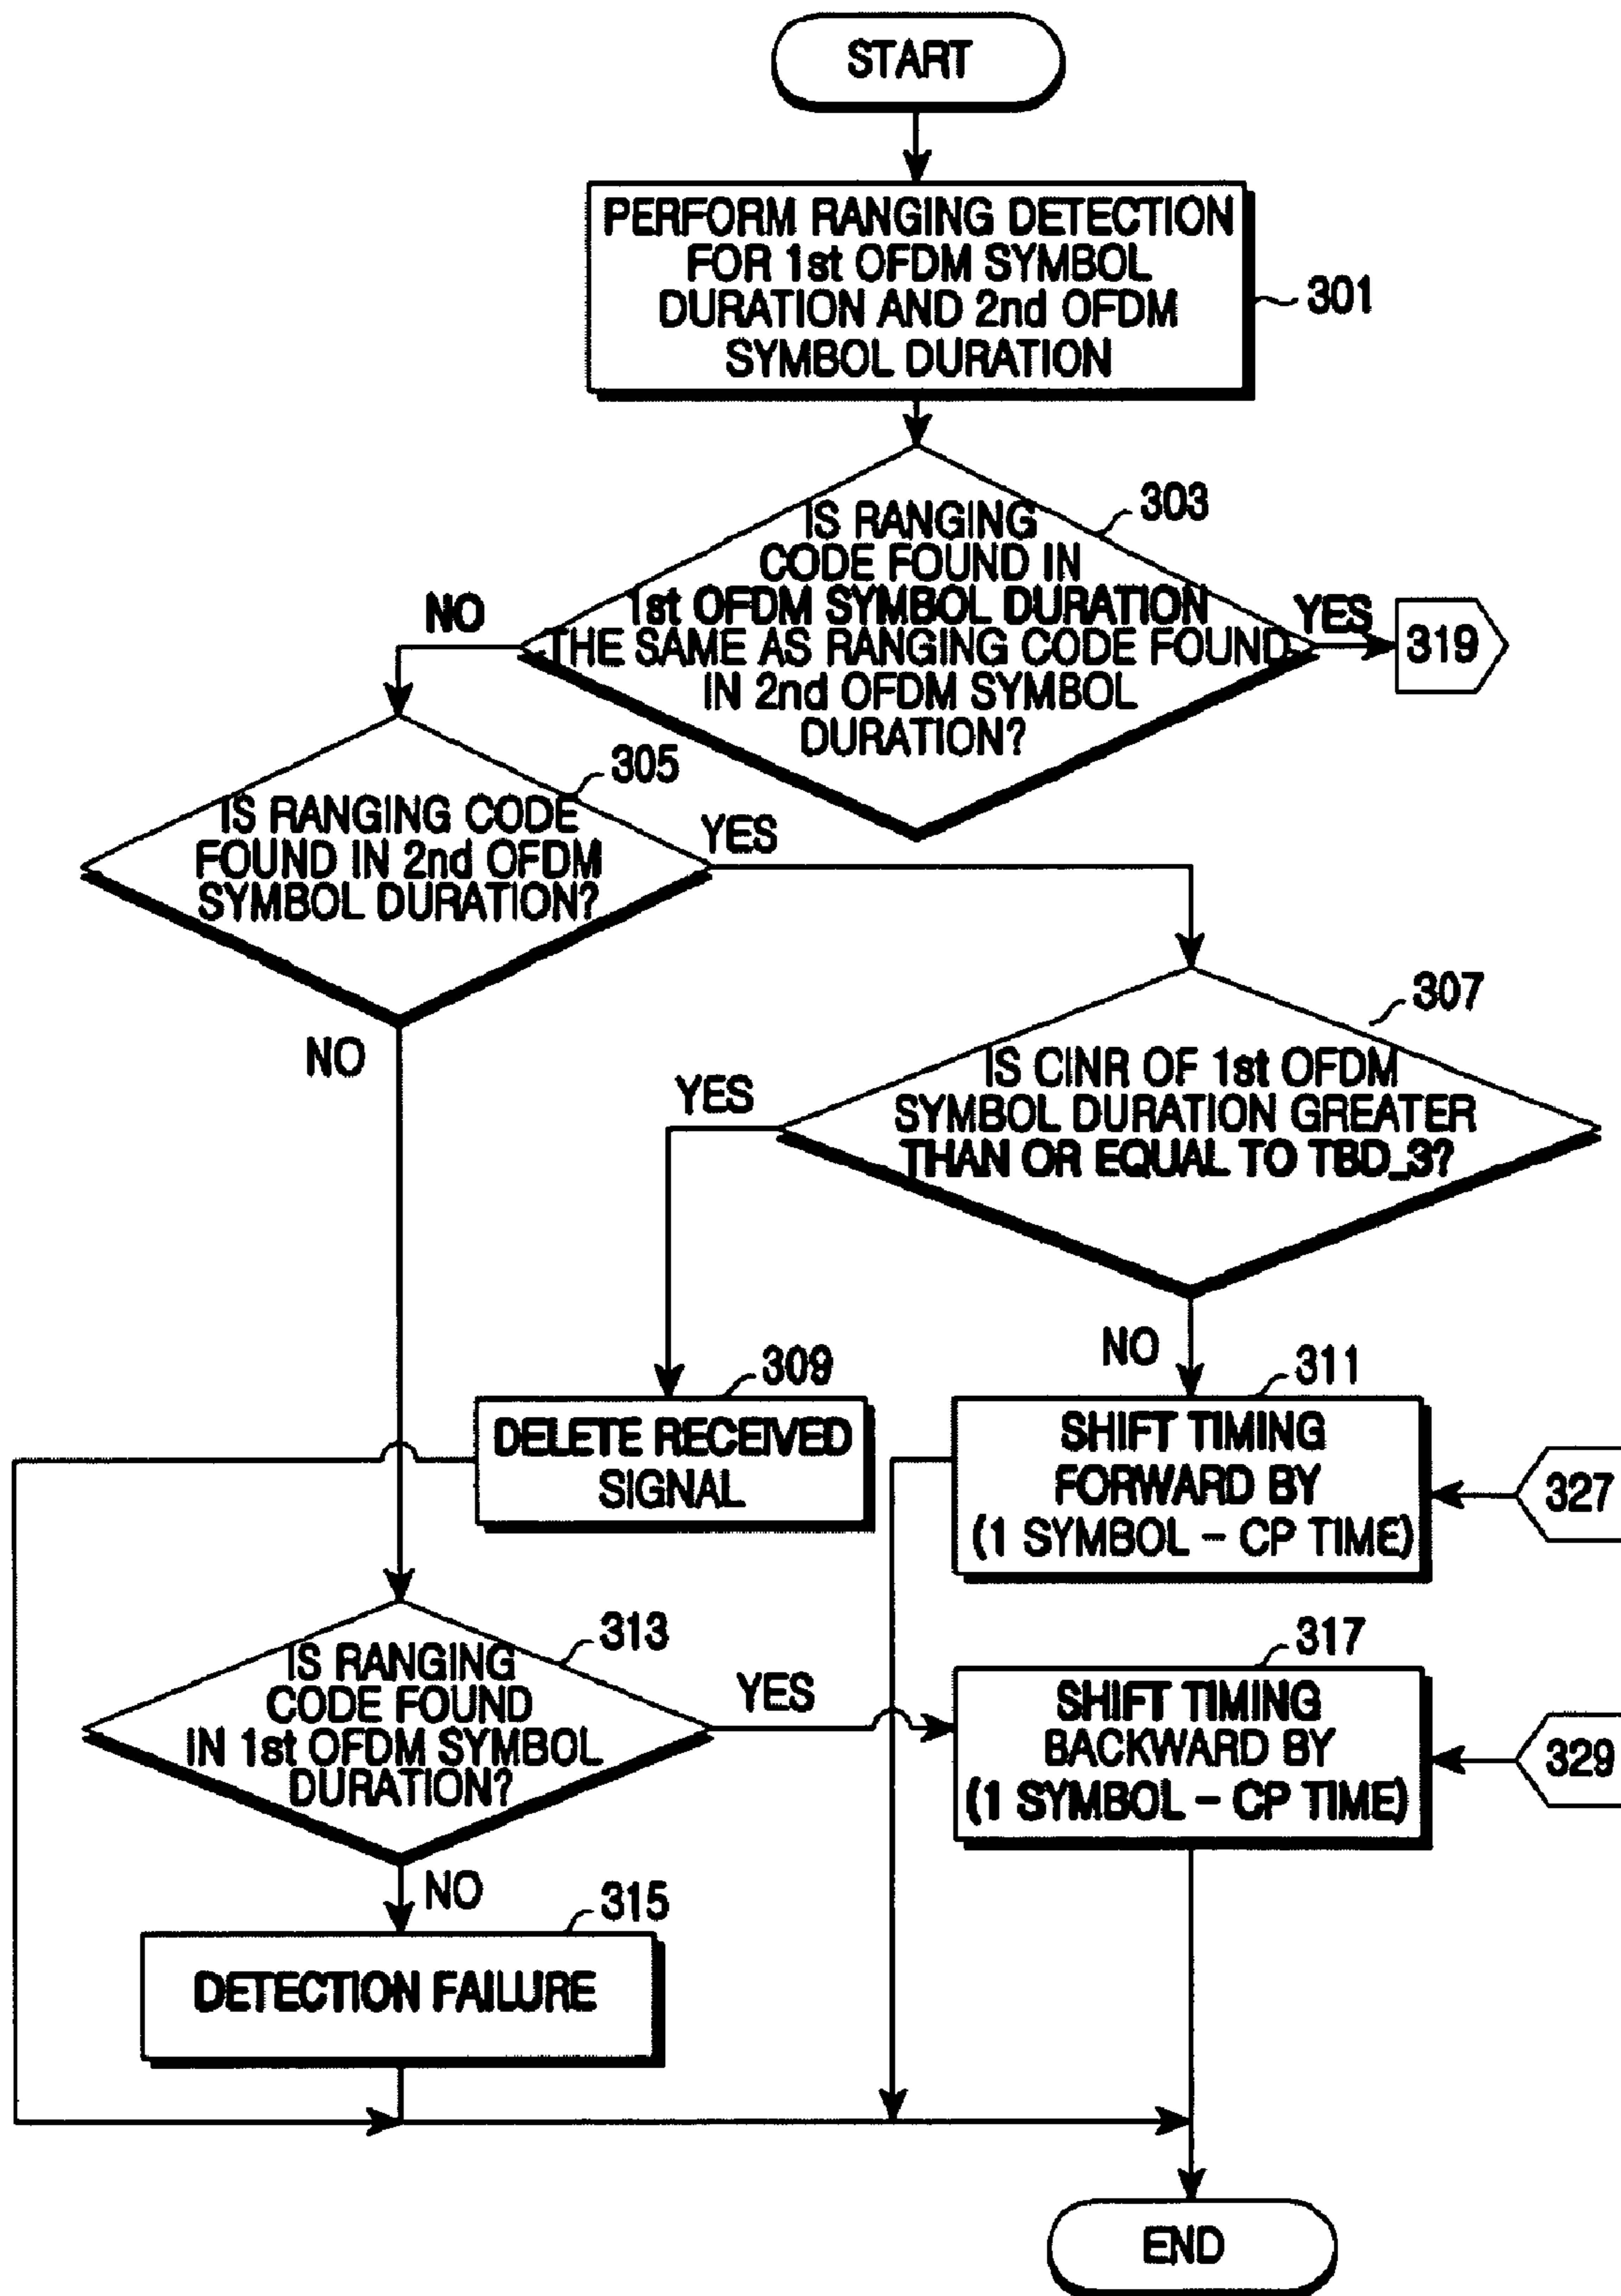 START
PERFORM RANGING DETECTION
FOR 1st OFDM SYMBOL
DURATION AND 2nd OFDM
SYMBOL DURATION
301
303
IS RANGING
CODE FOUND IN
1st OFDM SYMBOL DURATION
THE SAME AS RANGING CODE FOUND
IN 2nd OFDM SYMBOL
DURATION?
NO
YES
319
305
IS RANGING CODE
FOUND IN 2nd OFDM
SYMBOL DURATION?
YES
NO
307
IS CINR OF 1st OFDM
SYMBOL DURATION GREATER
THAN OR EQUAL TO TBD_3?
YES
NO
309
DELETE RECEIVED
SIGNAL
311
SHIFT TIMING
FORWARD BY
(1 SYMBOL - CP TIME)
327
313
IS RANGING
CODE FOUND
IN 1st OFDM SYMBOL
DURATION?
YES
NO
317
SHIFT TIMING
BACKWARD BY
(1 SYMBOL - CP TIME)
329
315
DETECTION FAILURE
END